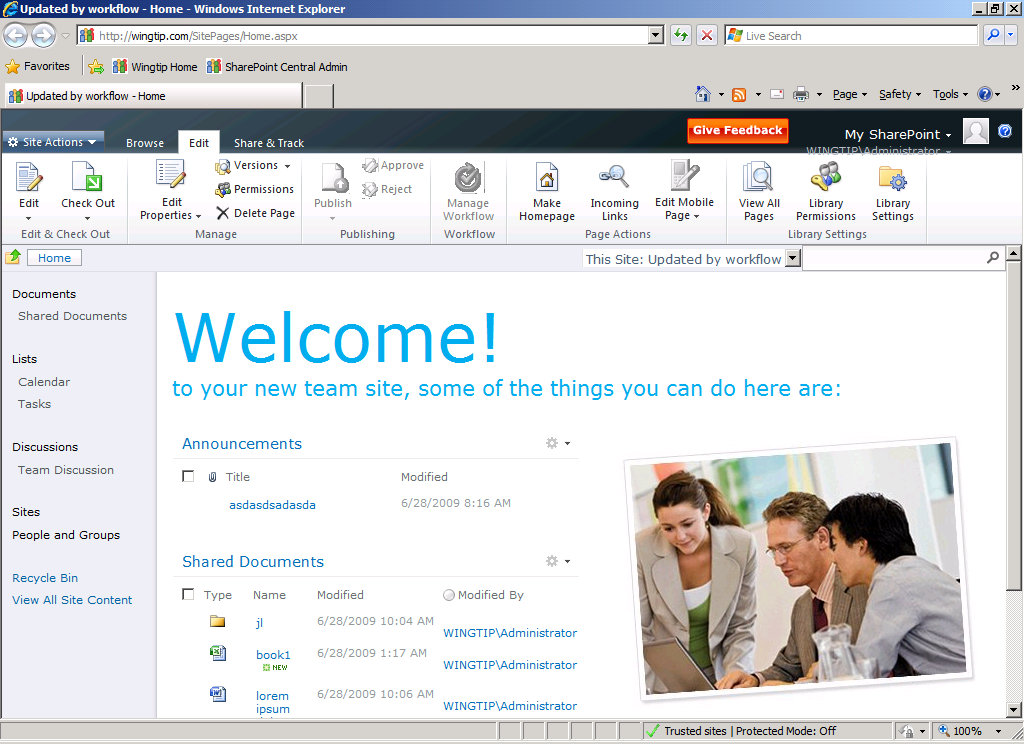 Updated by workflow - Home - Windows Internet Explorer
http://wingtip.com/SitePages/Home.aspx
Live Search
Favorites
Wingtip Home
SharePoint Central Admin
Updated by workflow - Home
Page
Safety
Tools
Give Feedback
My SharePoint
Site Actions
Browse
Edit
Share & Track
WINGTIP\Administrator
Edit
Check Out
Edit & Check Out
Edit
Properties
Versions
Permissions
Delete Page
Manage
Publish
Approve
Reject
Publishing
Manage
Workflow
Workflow
Make
Homepage
Incoming
Links
Edit Mobile
Page
Page Actions
View All
Pages
Library
Permissions
Library
Settings
Library Settings
Home
This Site: Updated by workflow
Documents
Shared Documents
Lists
Calendar
Tasks
Discussions
Team Discussion
Sites
People and Groups
Recycle Bin
View All Site Content
Welcome!
to your new team site, some of the things you can do here are:
Announcements
Title Modified
asdasdsadasda 6/28/2009 8:16 AM
Shared Documents
Type Name Modified Modified By
jl 6/28/2009 10:04 AM WINGTIP\Administrator
book1 6/28/2009 1:17 AM WINGTIP\Administrator
NEW
lorem 6/28/2009 10:06 AM WINGTIP\Administrator
ipsum
Trusted sites | Protected Mode: Off
100%